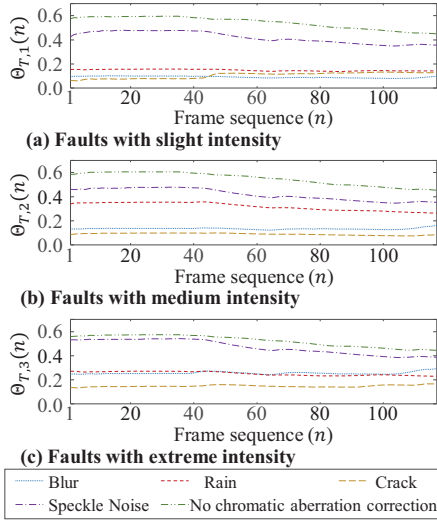 Θ_{T,1}(n)
0.6
0.4
0.2
0.0
1 20 40 60 80 100
Frame sequence (n)
(a) Faults with slight intensity
Θ_{T,2}(n)
0.6
0.4
0.2
0.0
1 20 40 60 80 100
Frame sequence (n)
(b) Faults with medium intensity
Θ_{T,3}(n)
0.6
0.4
0.2
0.0
1 20 40 60 80 100
Frame sequence (n)
(c) Faults with extreme intensity
Blur Rain Crack
Speckle Noise No chromatic aberration correction